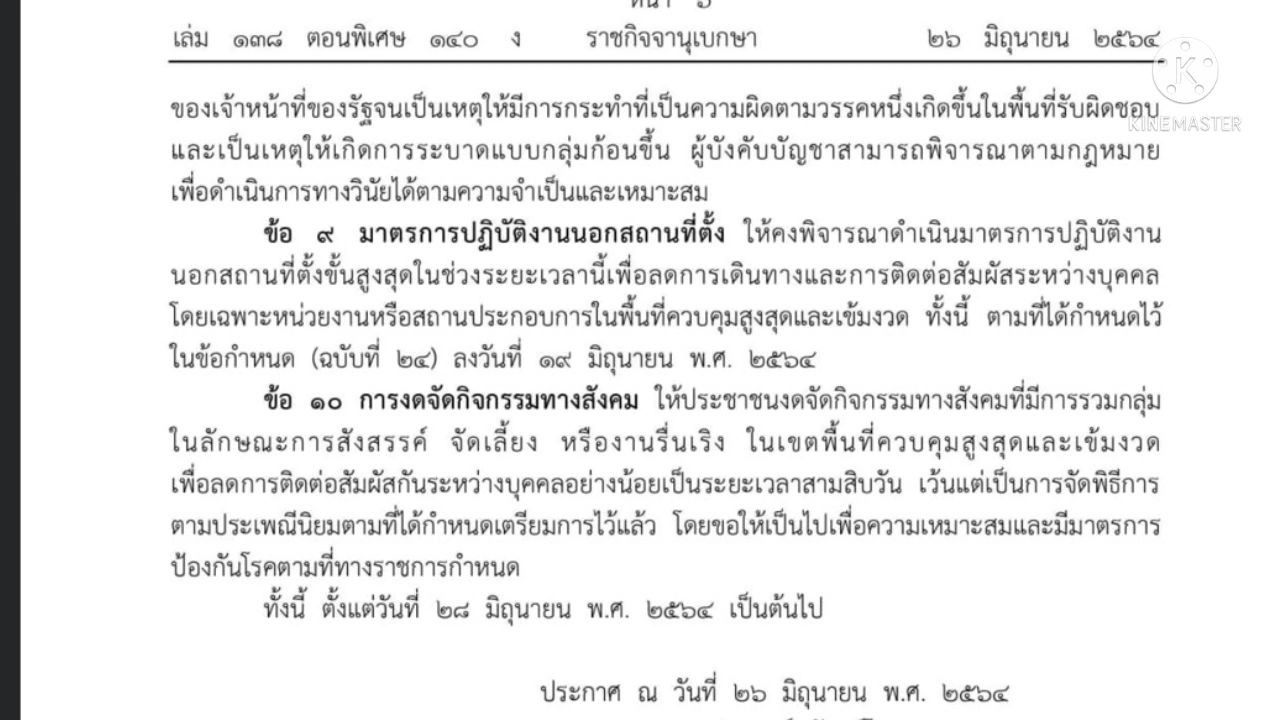 เล่ม ๑๓๘ ตอนพิเศษ ๑๔๐ ง ราชกิจจานุเบกษา ๒๖ มิถุนายน ๒๕๖๔
KINEMASTER
ของเจ้าหน้าที่ของรัฐจนเป็นเหตุให้มีการกระทำที่เป็นความผิดตามวรรคหนึ่งเกิดขึ้นในพื้นที่รับผิดชอบ
และเป็นเหตุให้เกิดการระบาดแบบกลุ่มก้อนขึ้น ผู้บังคับบัญชาสามารถพิจารณาตามกฎหมาย
เพื่อดำเนินการทางวินัยได้ตามความจำเป็นและเหมาะสม
ข้อ ๙ มาตรการปฏิบัติงานนอกสถานที่ตั้ง ให้คงพิจารณาดำเนินมาตรการปฏิบัติงาน
นอกสถานที่ตั้งขั้นสูงสุดในช่วงระยะเวลานี้เพื่อลดการเดินทางและการติดต่อสัมผัสระหว่างบุคคล
โดยเฉพาะหน่วยงานหรือสถานประกอบการในพื้นที่ควบคุมสูงสุดและเข้มงวด ทั้งนี้ ตามที่ได้กำหนดไว้
ในข้อกำหนด (ฉบับที่ ๒๔) ลงวันที่ ๑๙ มิถุนายน พ.ศ. ๒๕๖๔
ข้อ ๑๐ การงดจัดกิจกรรมทางสังคม ให้ประชาชนงดจัดกิจกรรมทางสังคมที่มีการรวมกลุ่ม
ในลักษณะการสังสรรค์ จัดเลี้ยง หรืองานรื่นเริง ในเขตพื้นที่ควบคุมสูงสุดและเข้มงวด
เพื่อลดการติดต่อสัมผัสกันระหว่างบุคคลอย่างน้อยเป็นระยะเวลาสามสิบวัน เว้นแต่เป็นการจัดพิธีการ
ตามประเพณีนิยมตามที่ได้กำหนดเตรียมการไว้แล้ว โดยขอให้เป็นไปเพื่อความเหมาะสมและมีมาตรการ
ป้องกันโรคตามที่ทางราชการกำหนด
ทั้งนี้ ตั้งแต่วันที่ ๒๘ มิถุนายน พ.ศ. ๒๕๖๔ เป็นต้นไป
ประกาศ ณ วันที่ ๒๖ มิถุนายน พ.ศ. ๒๕๖๔